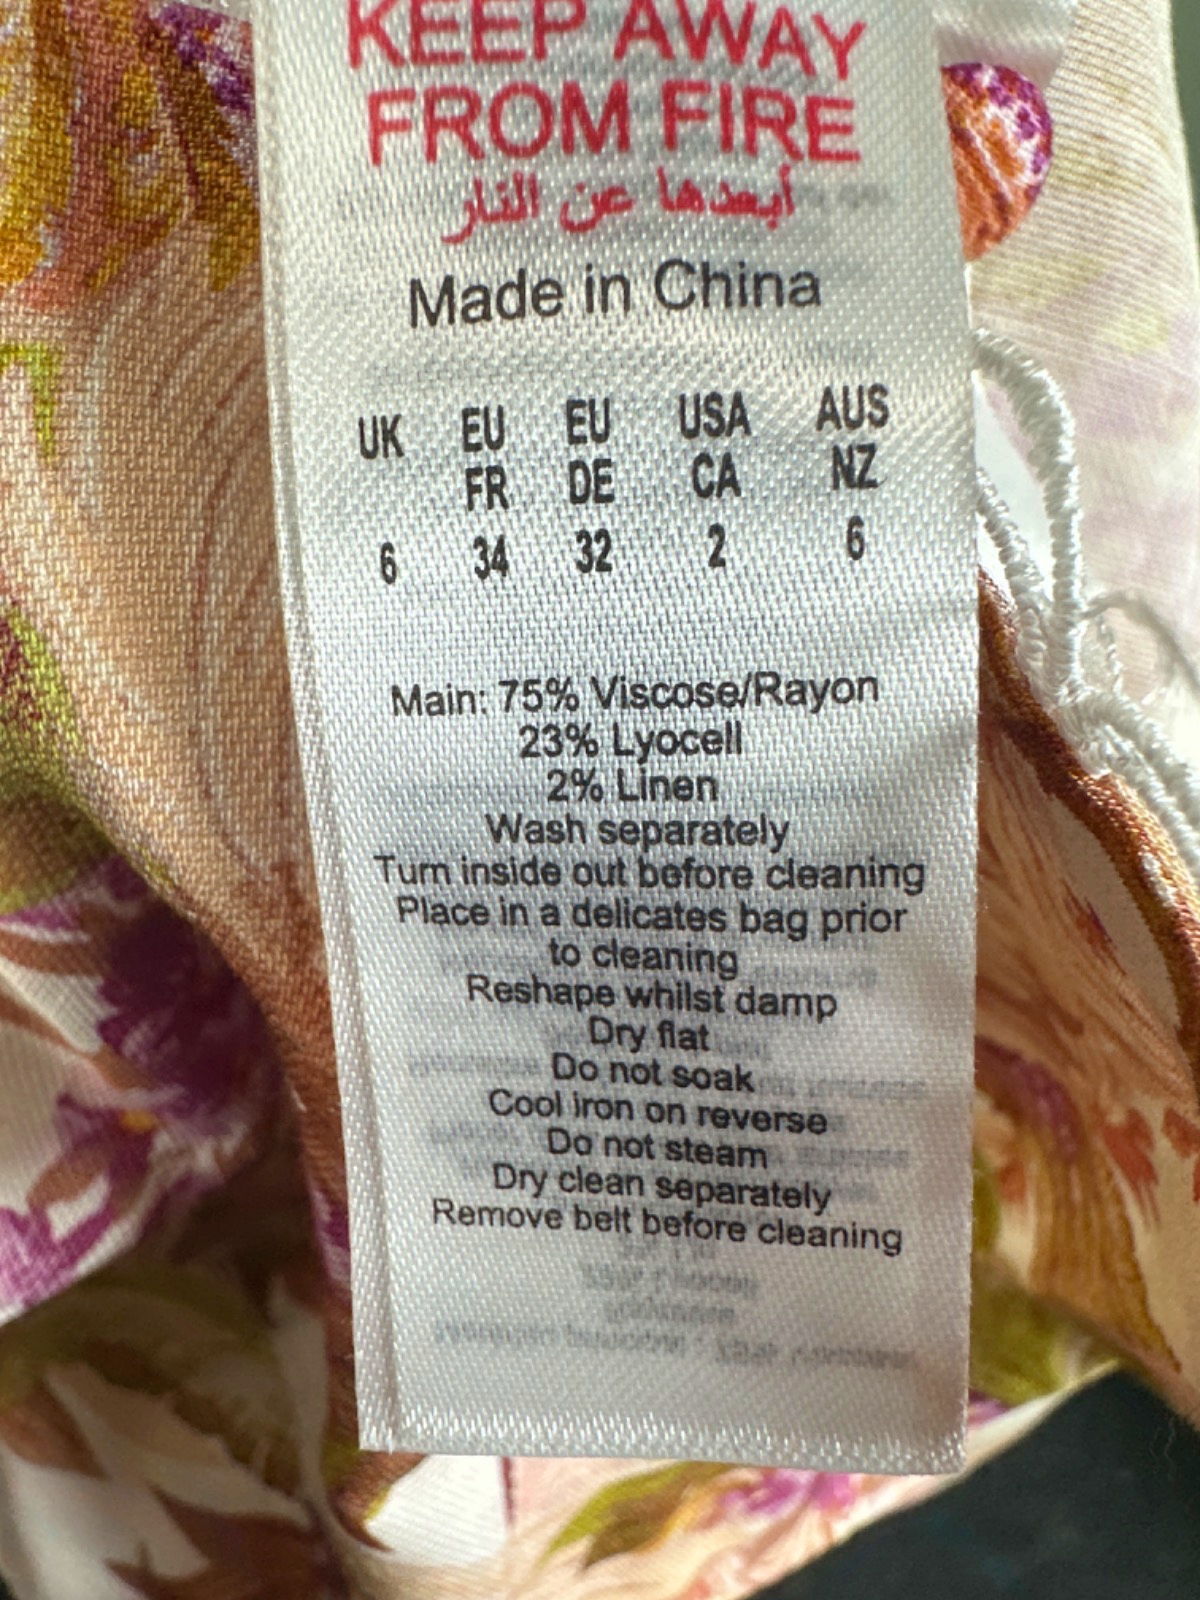 KEEP AWAY
FROM FIRE
أبعدها عن النار
Made in China
UK EU EU USA AUS
FR DE CA NZ
6 34 32 2 6
Main: 75% Viscose/Rayon
23% Lyocell
2% Linen
Wash separately
Turn inside out before cleaning
Place in a delicates bag prior
to cleaning
Reshape whilst damp
Dry flat
Do not soak
Cool iron on reverse
Do not steam
Dry clean separately
Remove belt before cleaning